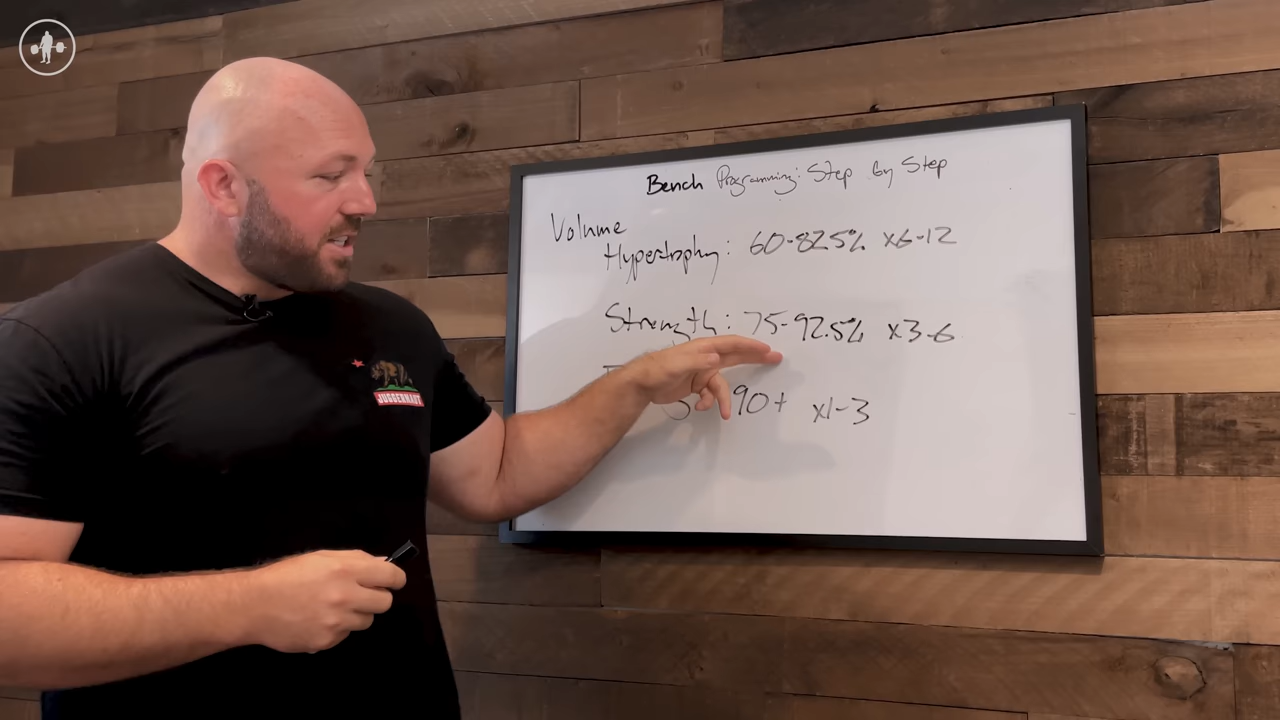 Bench Programming: Step by Step
Volume
Hypertrophy: 60-82.5% x6-12
Strength: 75-92.5% x3-6
90+ x1-3
JUGGERNAUT